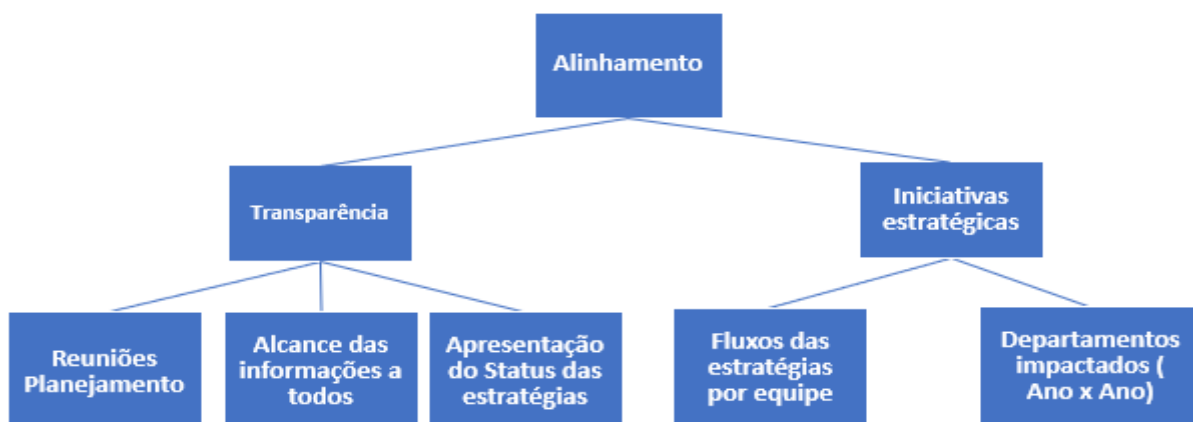 Alinhamento
Transparência
Iniciativas
estratégicas
Reuniões
Planejamento
Alcance das
informações a
todos
Apresentação
do Status das
estratégias
Fluxos das
estratégias
por equipe
Departamentos
impactados (
Ano x Ano)